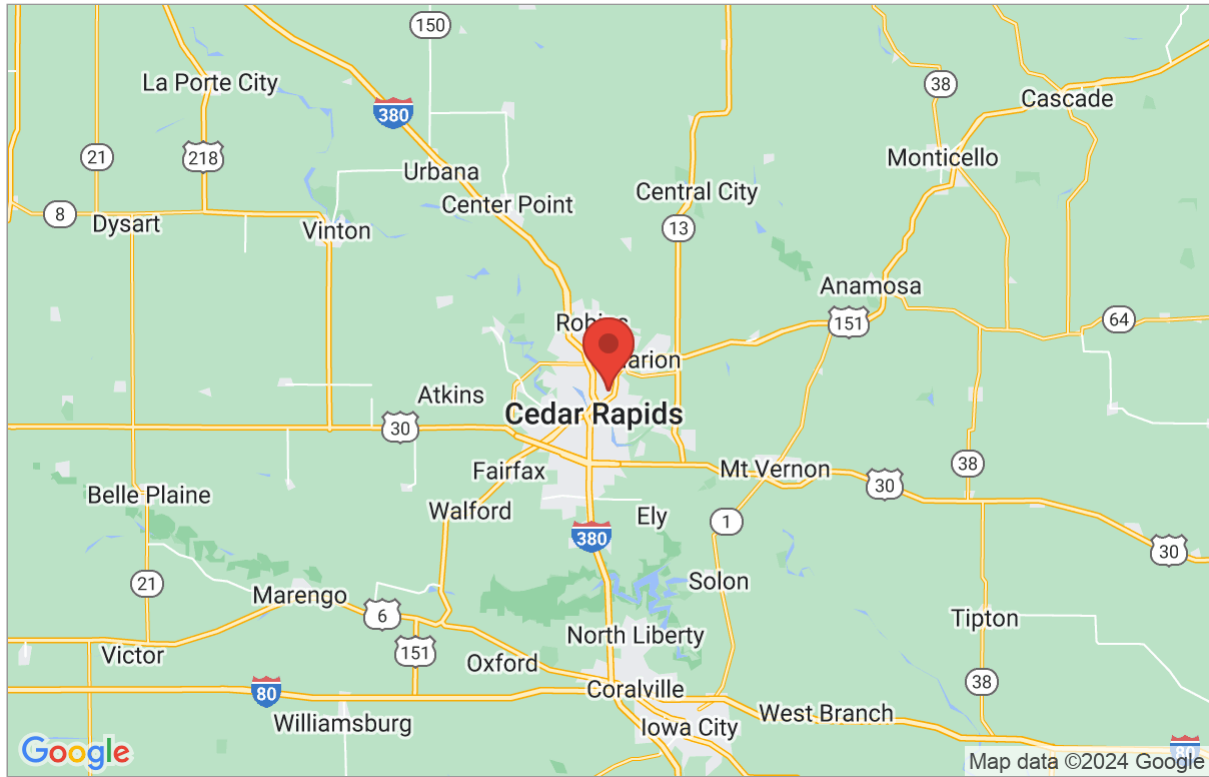 150
La Porte City
380
38
Cascade
21
218
Monticello
Urbana
Central City
Center Point
8
Dysart
Vinton
13
Anamosa
151
64
Robins
arion
Atkins
Cedar Rapids
30
Fairfax
Mt Vernon
38
30
Belle Plaine
Walford
Ely
1
380
30
21
Solon
Marengo
6
Tipton
North Liberty
Victor
151
Oxford
38
80
Coralville
Williamsburg
Iowa City
West Branch
80
Google
Map data ©2024 Google